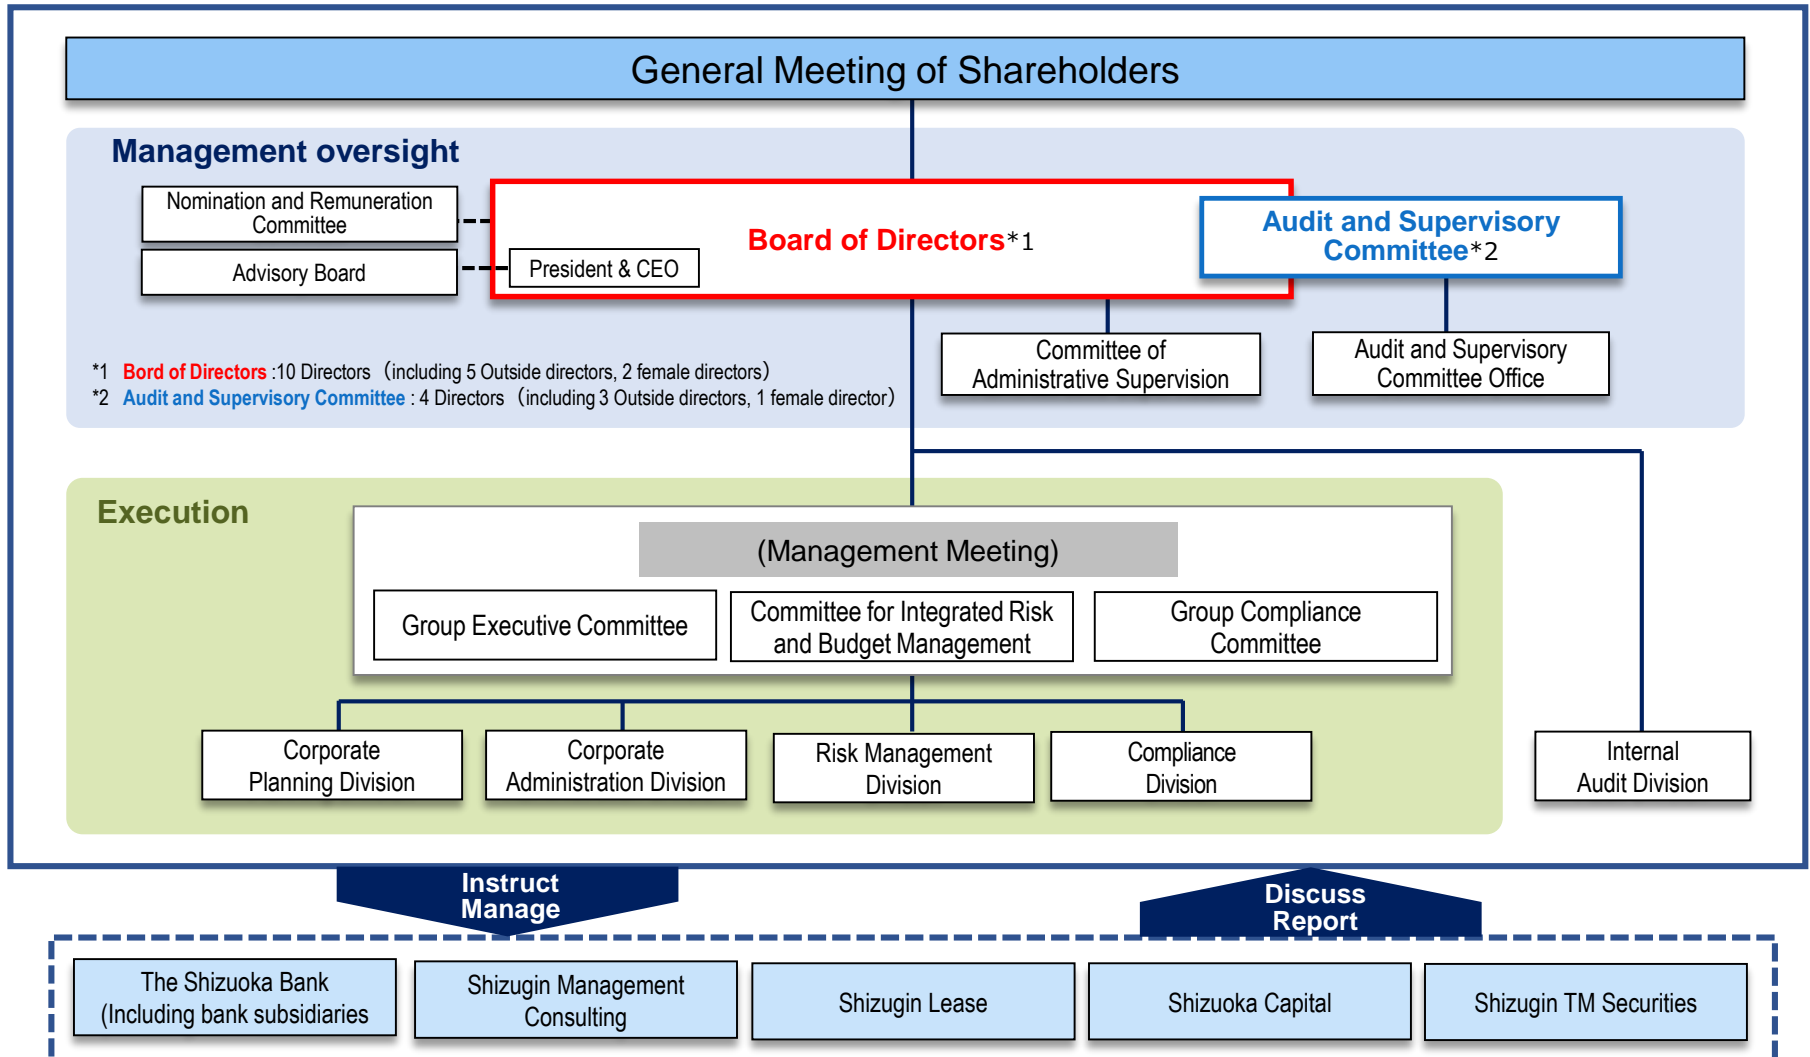 General Meeting of Shareholders
Management oversight
Nomination and Remuneration
Committee
Advisory Board
Board of Directors*1
President & CEO
Audit and Supervisory
Committee*2
Committee of
Administrative Supervision
Audit and Supervisory
Committee Office
*1 Bord of Directors :10 Directors （including 5 Outside directors, 2 female directors）
*2 Audit and Supervisory Committee : 4 Directors （including 3 Outside directors, 1 female director）
Execution
(Management Meeting)
Group Executive Committee
Committee for Integrated Risk
and Budget Management
Group Compliance
Committee
Corporate
Planning Division
Corporate
Administration Division
Risk Management
Division
Compliance
Division
Internal
Audit Division
Instruct
Manage
Discuss
Report
The Shizuoka Bank
(Including bank subsidiaries
Shizugin Management
Consulting
Shizugin Lease
Shizuoka Capital
Shizugin TM Securities